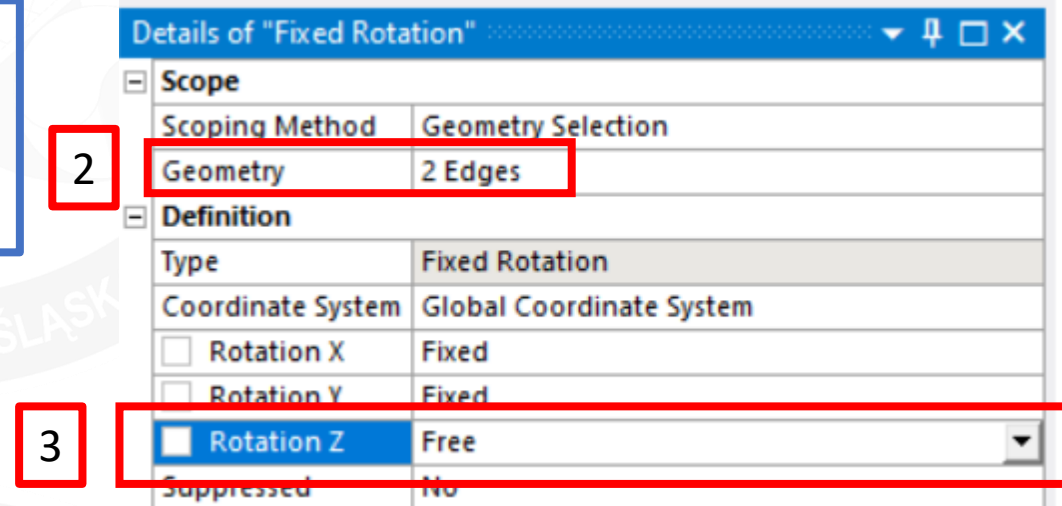 Details of "Fixed Rotation"
Scope
Scoping Method Geometry Selection
2 Geometry 2 Edges
Definition
Type Fixed Rotation
Coordinate System Global Coordinate System
ŚLĄSK
Rotation X Fixed
Rotation Y Fixed
3 Rotation Z Free
Suppressed No